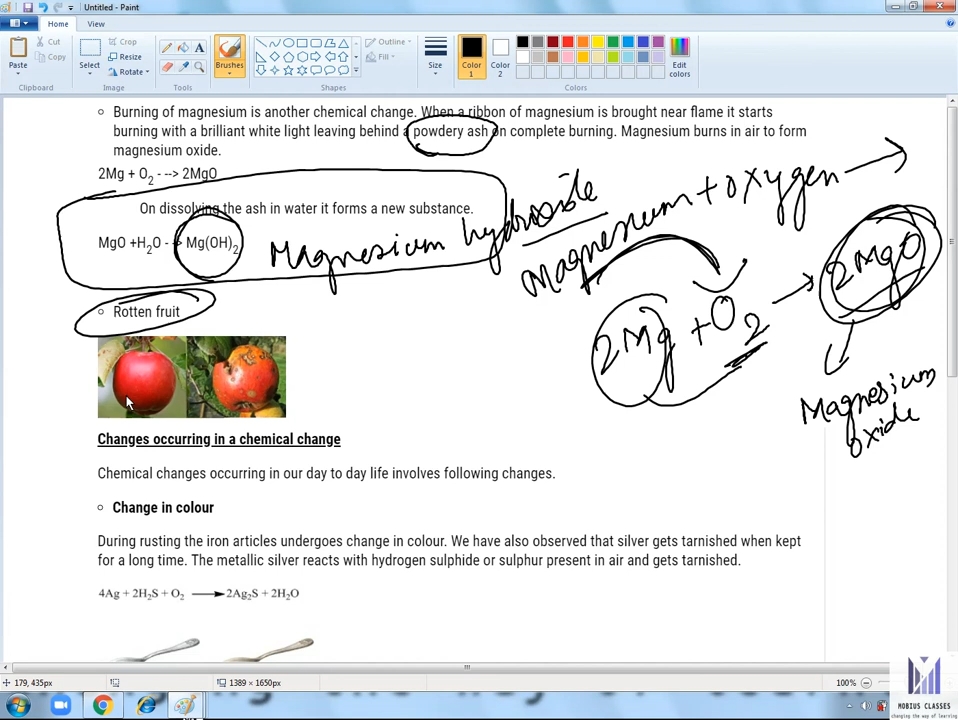 Untitled - Paint
Home View
Paste
Cut
Copy
Clipboard
Select
Crop
Resize
Rotate
Image
Tools
Brushes
Shapes
Outline
Fill
Size
Color 1
Color 2
Colors
Edit colors
Burning of magnesium is another chemical change. When a ribbon of magnesium is brought near flame it starts
burning with a brilliant white light leaving behind a powdery ash on complete burning. Magnesium burns in air to form
magnesium oxide.
2Mg + O2 - --> 2MgO
On dissolving the ash in water it forms a new substance.
MgO +H2O - -> Mg(OH)2
Magnesium hydroxide
Magnesium + oxygen →
2Mg + O2 → 2MgO
Magnesium
oxide
Rotten fruit
Changes occurring in a chemical change
Chemical changes occurring in our day to day life involves following changes.
Change in colour
During rusting the iron articles undergoes change in colour. We have also observed that silver gets tarnished when kept
for a long time. The metallic silver reacts with hydrogen sulphide or sulphur present in air and gets tarnished.
4Ag + 2H2S + O2 → 2Ag2S + 2H2O
179, 435px
1389 × 1650px
100%
MOBIUS CLASSES
changing the way of learning